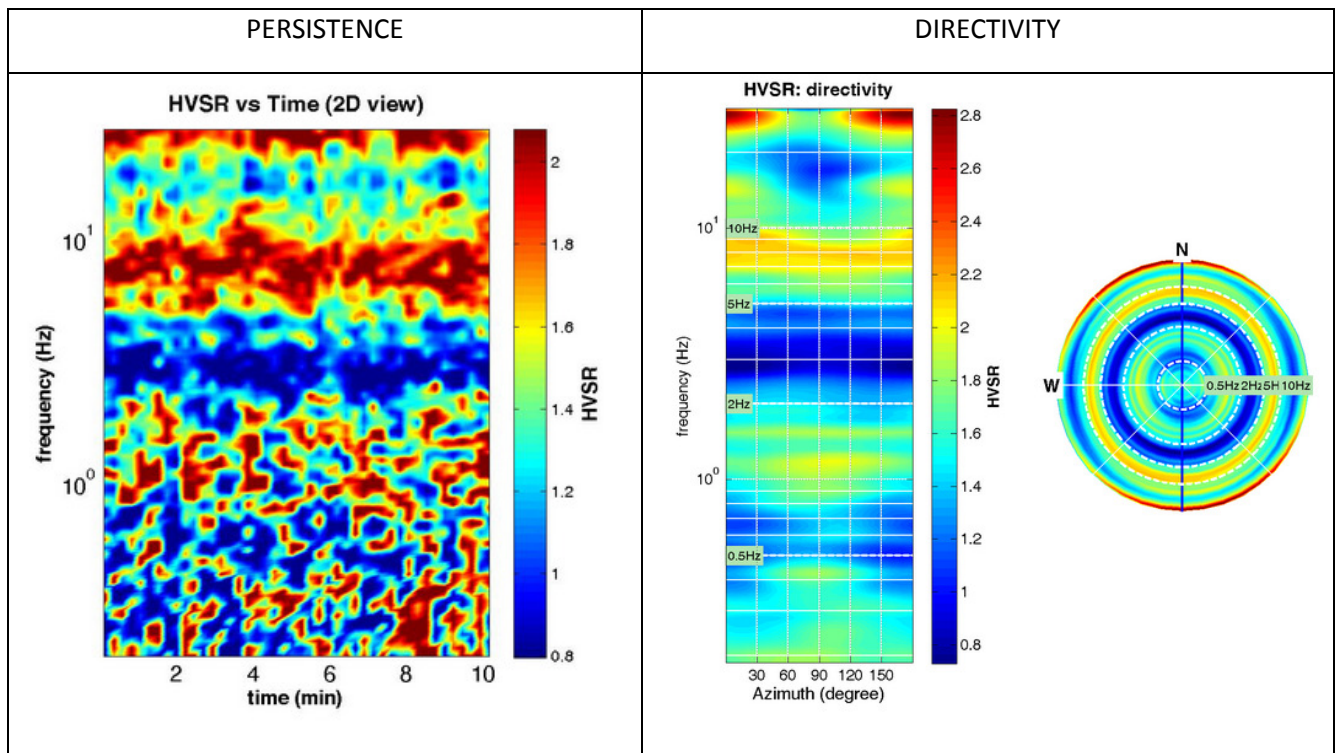 PERSISTENCE
DIRECTIVITY
HVSR vs Time (2D view)
frequency (Hz)
10¹
10⁰
2 4 6 8 10
time (min)
2
1.8
1.6
1.4
1.2
1
0.8
HVSR
HVSR: directivity
frequency (Hz)
10¹
10⁰
10Hz
5Hz
2Hz
0.5Hz
30 60 90 120 150
Azimuth (degree)
2.8
2.6
2.4
2.2
2
1.8
1.6
1.4
1.2
1
0.8
HVSR
N
W
0.5Hz 2Hz 5H 10Hz